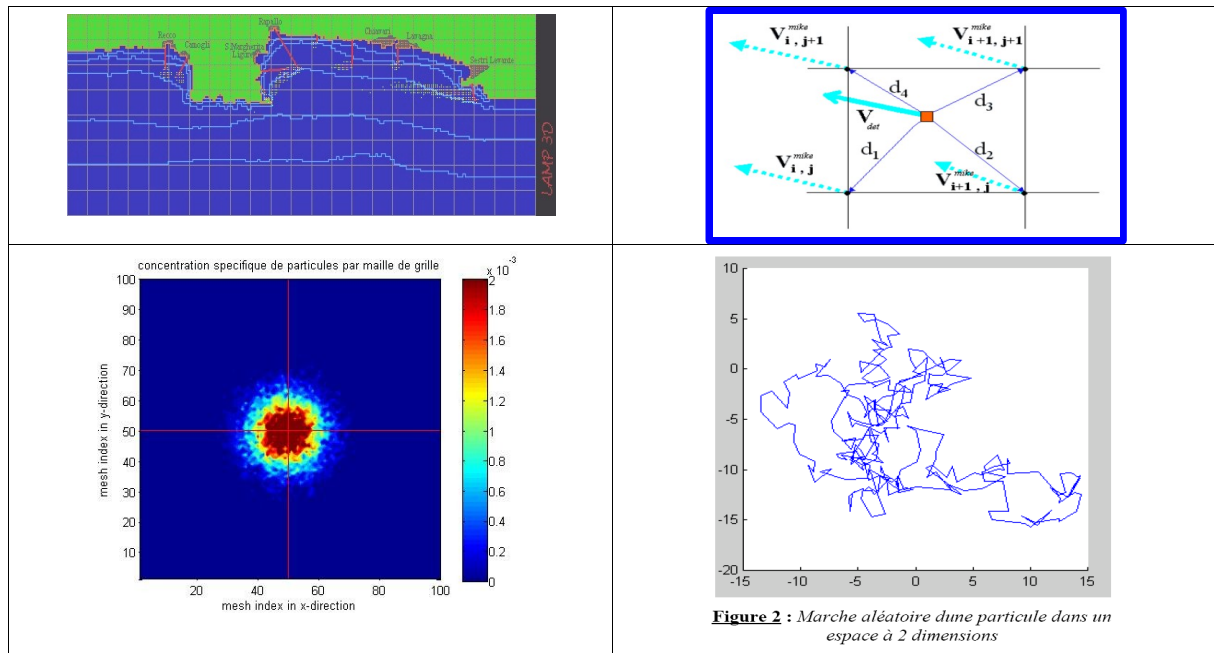 Rapallo
Recco
Camogli
S.Margherita
Ligure
Chiavari
Lavagna
Sestri Levante
LAMP 3D
V mike i , j+1
V mike i+1 , j+1
d4
d3
V det
d1
d2
V mike i , j
V mike i+1 , j
concentration specifique de particules par maille de grille
x 10 -3
100
90
80
70
60
50
40
30
20
10
20
40
60
80
100
mesh index in y-direction
mesh index in x-direction
2
1.8
1.6
1.4
1.2
1
0.8
0.6
0.4
0.2
0
10
5
0
-5
-10
-15
-20
-15
-10
-5
0
5
10
15
Figure 2 : Marche aléatoire dune particule dans un
espace à 2 dimensions